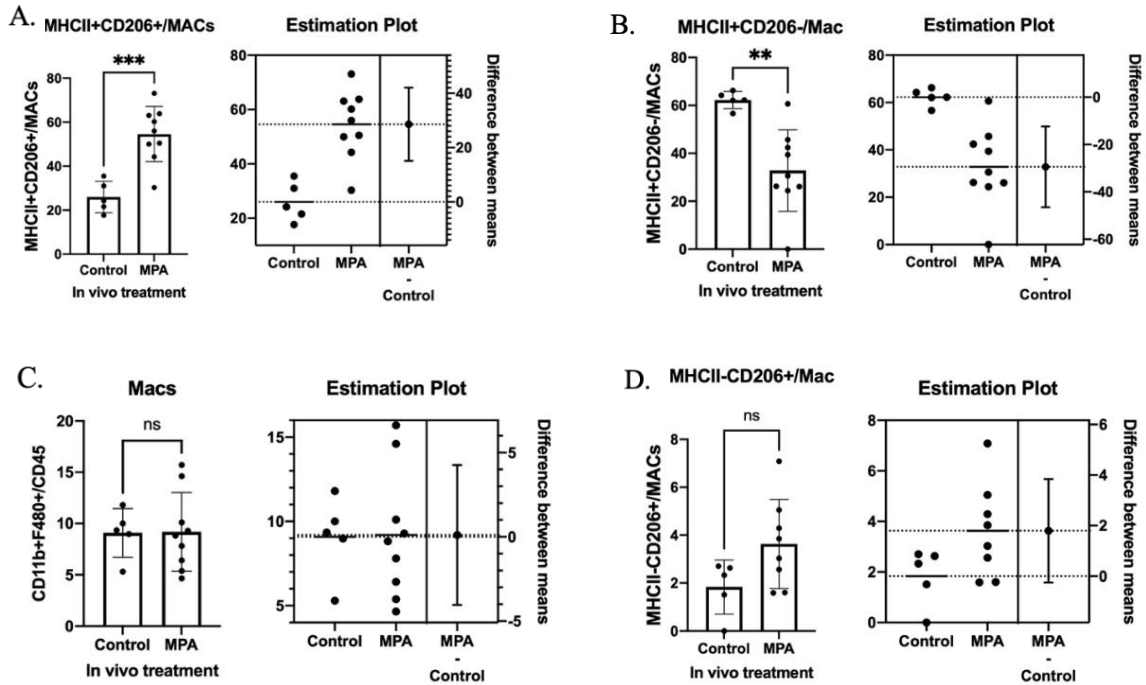 A.
MHCII+CD206+/MACs
***
MHCII+CD206+/MACs
80
60
40
20
0
Control
MPA
In vivo treatment
Estimation Plot
80
60
40
20
40
20
0
Difference between means
Control
MPA
MPA
-
Control
B.
MHCII+CD206-/Mac
**
MHCII+CD206-/MACs
80
60
40
20
0
Control
MPA
In vivo treatment
Estimation Plot
80
60
40
20
0
0
-20
-40
-60
Difference between means
Control
MPA
MPA
-
Control
C.
Macs
ns
CD11b+F480+/CD45
20
15
10
5
0
Control
MPA
In vivo treatment
Estimation Plot
15
10
5
5
0
-5
Difference between means
Control
MPA
MPA
-
Control
D.
MHCII-CD206+/Mac
ns
MHCII-CD206+/MACs
8
6
4
2
0
Control
MPA
In vivo treatment
Estimation Plot
8
6
4
2
0
6
4
2
0
Difference between means
Control
MPA
MPA
-
Control